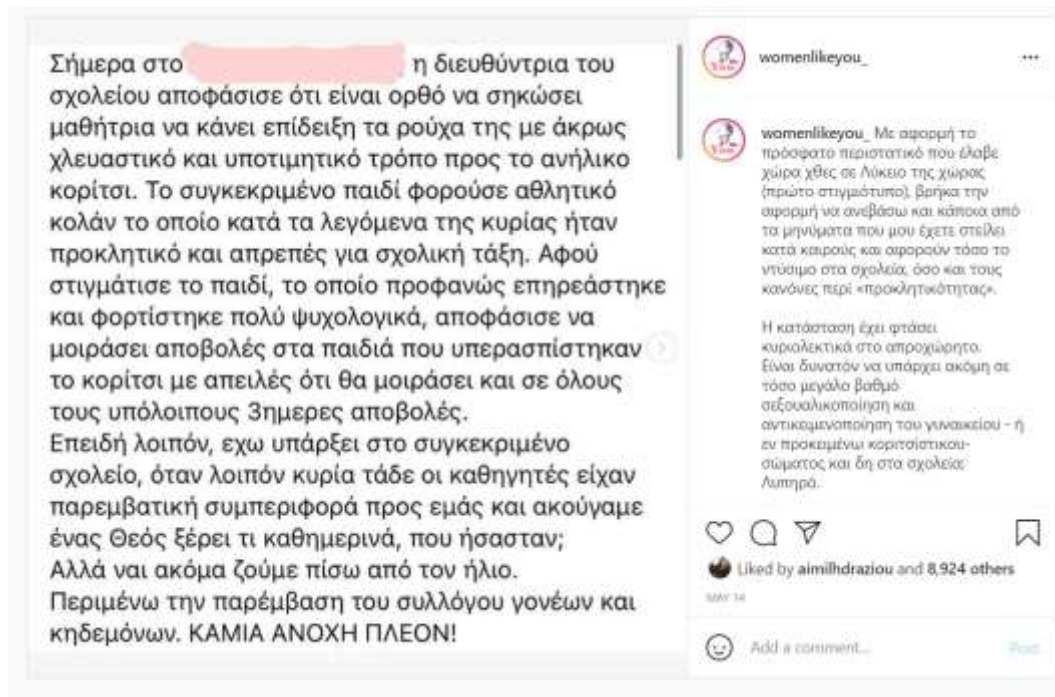 Σήμερα στο η διευθύντρια του
σχολείου αποφάσισε ότι είναι ορθό να σηκώσει
μαθήτρια να κάνει επίδειξη τα ρούχα της με άκρως
χλευαστικό και υποτιμητικό τρόπο προς το ανήλικο
κορίτσι. Το συγκεκριμένο παιδί φορούσε αθλητικό
κολάν το οποίο κατά τα λεγόμενα της κυρίας ήταν
προκλητικό και απρεπές για σχολική τάξη. Αφού
στιγμάτισε το παιδί, το οποίο προφανώς επηρεάστηκε
και φορτίστηκε πολύ ψυχολογικά, αποφάσισε να
μοιράσει αποβολές στα παιδιά που υπερασπίστηκαν
το κορίτσι με απειλές ότι θα μοιράσει και σε όλους
τους υπόλοιπους 3ημερες αποβολές.
Επειδή λοιπόν, εχω υπάρξει στο συγκεκριμένο
σχολείο, όταν λοιπόν κυρία τάδε οι καθηγητές είχαν
παρεμβατική συμπεριφορά προς εμάς και ακούγαμε
ένας Θεός ξέρει τι καθημερινά, που ήσασταν;
Αλλά ναι ακόμα ζούμε πίσω από τον ήλιο.
Περιμένω την παρέμβαση του συλλόγου γονέων και
κηδεμόνων. ΚΑΜΙΑ ΑΝΟΧΗ ΠΛΕΟΝ!
womenlikeyou_
womenlikeyou_ Με αφορμή το
πρόσφατο περιστατικό που έλαβε
χώρα χθες σε Λύκειο της χώρας
(πρώτο στιγμιότυπο), βρήκα την
αφορμή να ανεβάσω και κάποια από
τα μηνύματα που μου έχετε στείλει
κατά καιρούς και αφορούν τόσο το
ντύσιμο στα σχολεία, όσο και τους
κανόνες περί «προκλητικότητας».
Η κατάσταση έχει φτάσει
κυριολεκτικά στο απροχώρητο.
Είναι δυνατόν να υπάρχει ακόμη σε
τόσο μεγάλο βαθμό
σεξουαλικοποίηση και
αντικειμενοποίηση του γυναικείου - ή
εν προκειμένω κοριτσίστικου-
σώματος και δη στα σχολεία;
Λυπηρό.
Liked by aimilhdraziou and 8,924 others
MAY 14
Add a comment...
Post